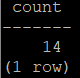 count
-------
14
(1 row)